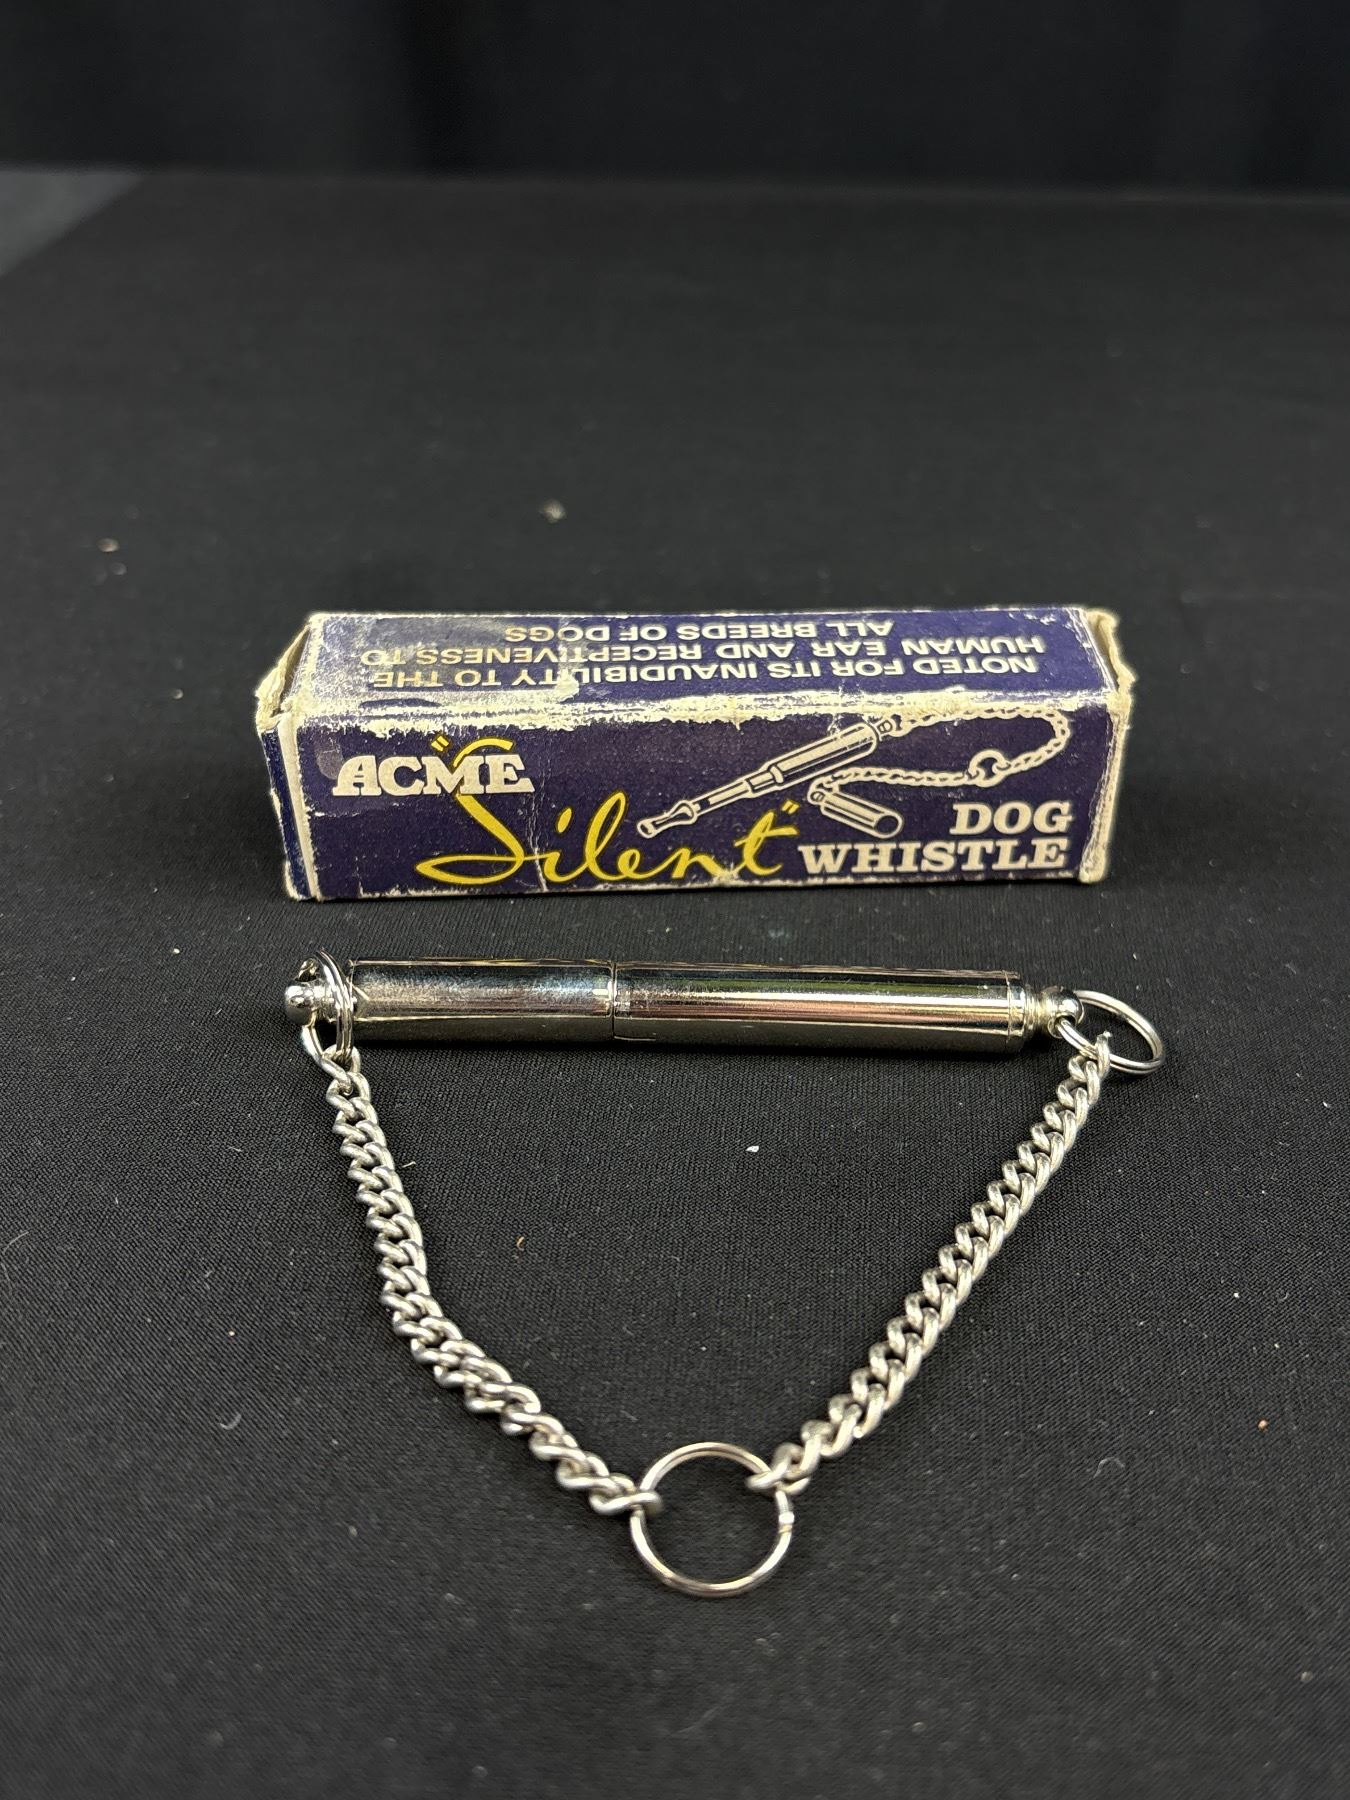 NOTED FOR ITS INAUDIBILITY TO THE
HUMAN EAR AND RECEPTIVENESS TO
ALL BREEDS OF DOGS
ACME
"Silent"
DOG
WHISTLE